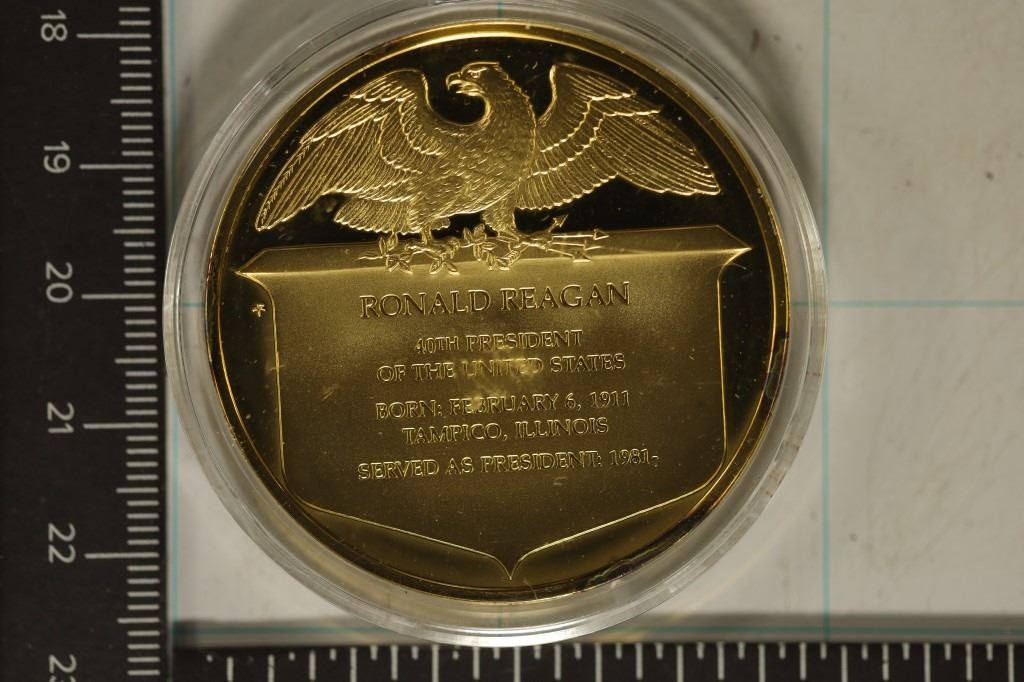 18
19
20
21
22
23
RONALD REAGAN
40TH PRESIDENT
OF THE UNITED STATES
BORN: FEBRUARY 6, 1911
TAMPICO, ILLINOIS
SERVED AS PRESIDENT: 1981-